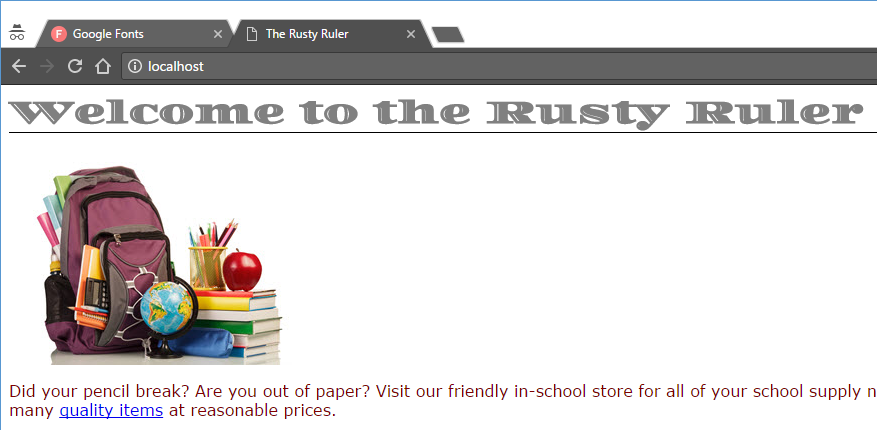 Google Fonts
The Rusty Ruler
localhost
Welcome to the Rusty Ruler
Did your pencil break? Are you out of paper? Visit our friendly in-school store for all of your school supply n
many quality items at reasonable prices.